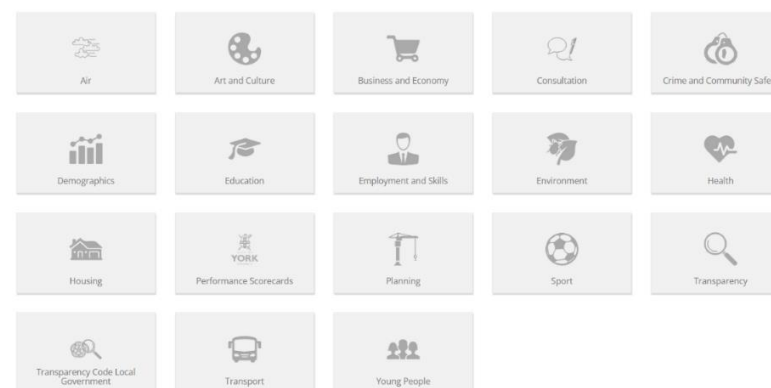 Air
Art and Culture
Business and Economy
Consultation
Crime and Community Safe
Demographics
Education
Employment and Skills
Environment
Health
Housing
YORK
Performance Scorecards
Planning
Sport
Transparency
Transparency Code Local
Government
Transport
Young People